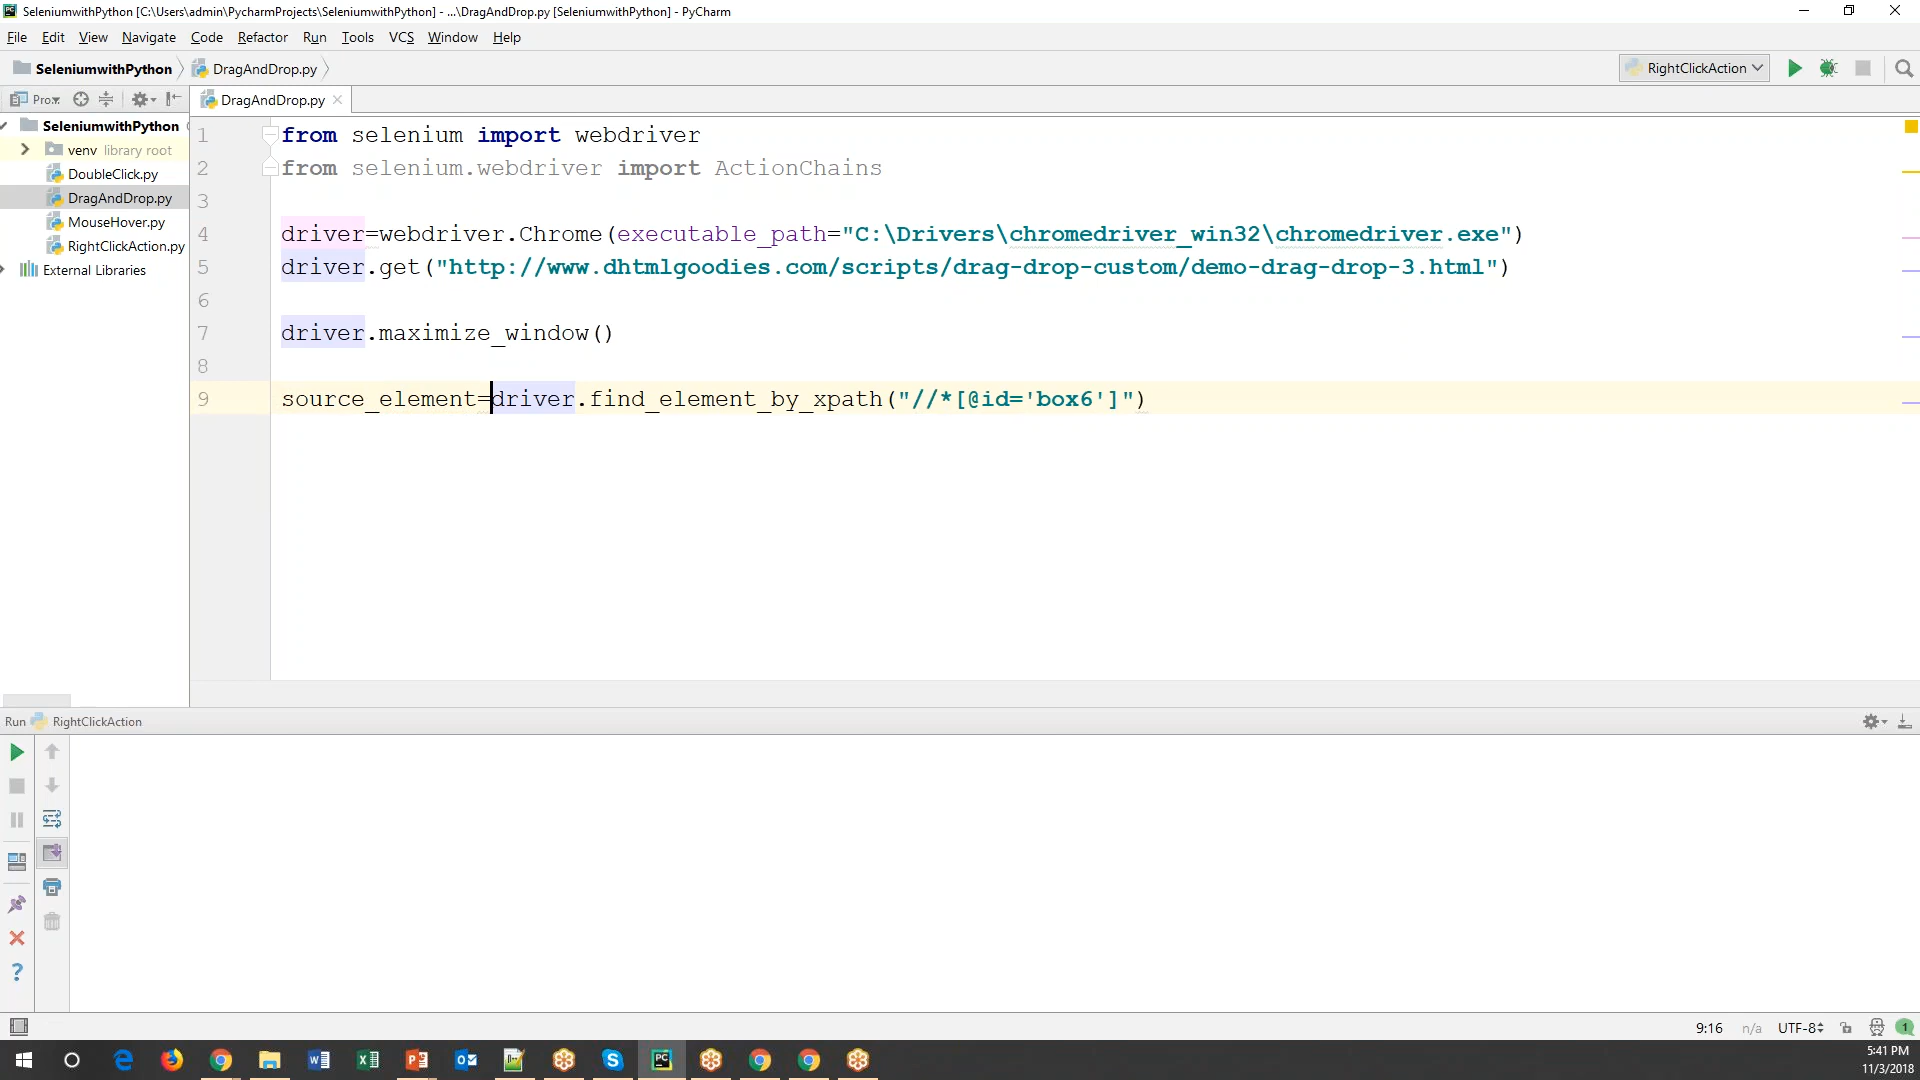 SeleniumwithPython [C:\Users\admin\PycharmProjects\SeleniumwithPython] - ...\DragAndDrop.py [SeleniumwithPython] - PyCharm
File Edit View Navigate Code Refactor Run Tools VCS Window Help
SeleniumwithPython DragAndDrop.py RightClickAction
Pro DragAndDrop.py
SeleniumwithPython
venv library root
DoubleClick.py
DragAndDrop.py
MouseHover.py
RightClickAction.py
External Libraries
1 from selenium import webdriver
2 from selenium.webdriver import ActionChains
3
4 driver=webdriver.Chrome(executable_path="C:\Drivers\chromedriver_win32\chromedriver.exe")
5 driver.get("http://www.dhtmlgoodies.com/scripts/drag-drop-custom/demo-drag-drop-3.html")
6
7 driver.maximize_window()
8
9 source_element=driver.find_element_by_xpath("//*[@id='box6']")
Run RightClickAction
9:16 n/a UTF-8 1
5:41 PM
11/3/2018